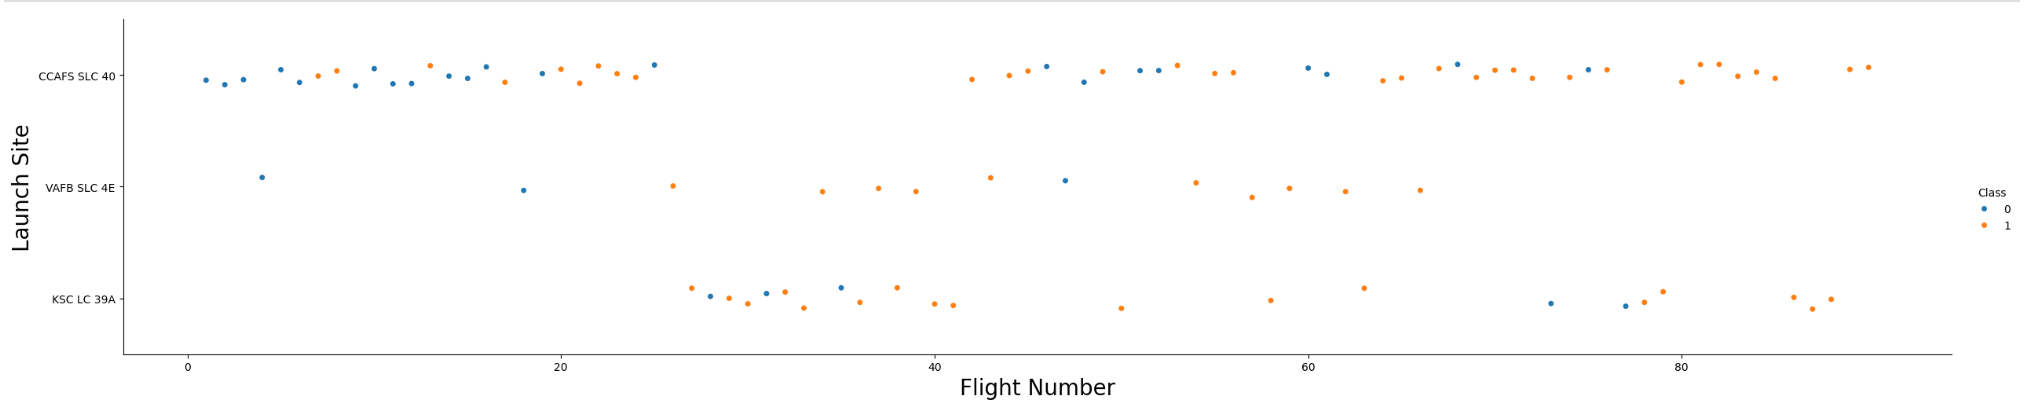 Launch Site
CCAFS SLC 40
VAFB SLC 4E
KSC LC 39A
0
20
40
60
80
Flight Number
Class
0
1